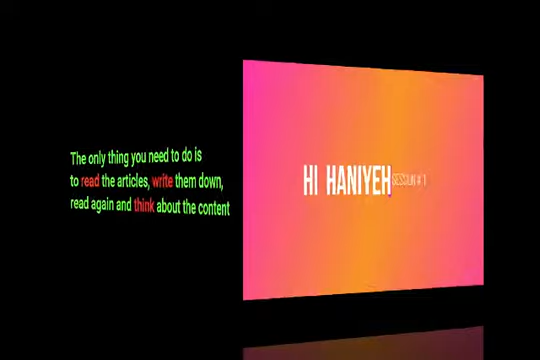 The only thing you need to do is
to read the articles, write them down,
read again and think about the content
HI HANIYEH
SESSION # 1